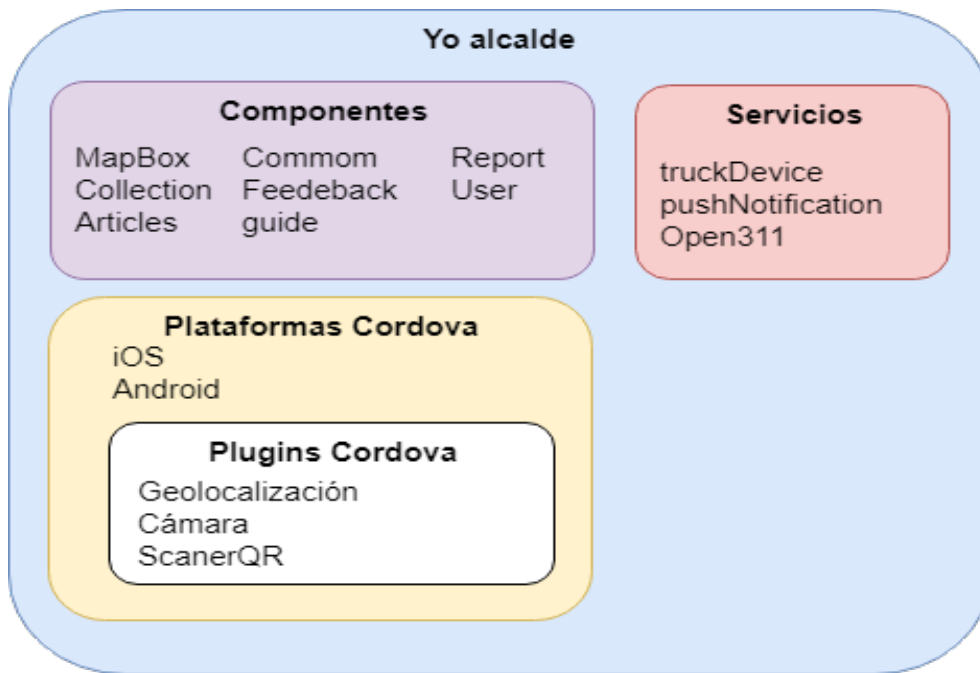 Yo alcalde
Componentes
MapBox Commom Report
Collection Feedeback User
Articles guide
Servicios
truckDevice
pushNotification
Open311
Plataformas Cordova
iOS
Android
Plugins Cordova
Geolocalización
Cámara
ScanerQR